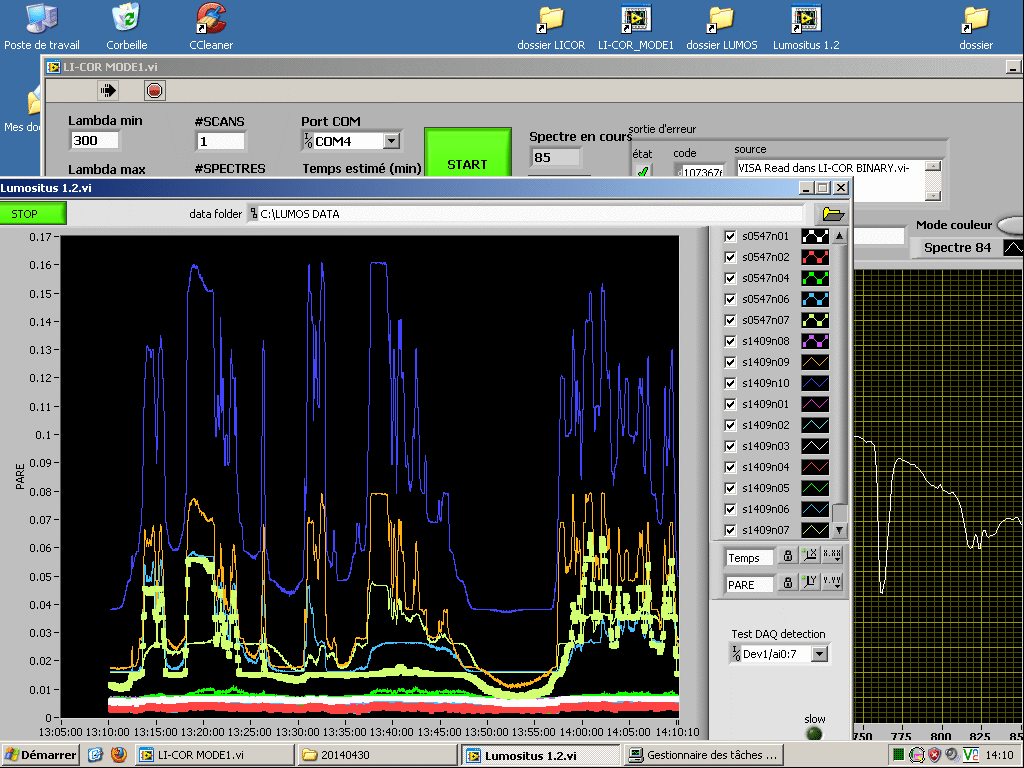 Poste de travail
Corbeille
CCleaner
dossier LICOR
LI-COR_MODE1
dossier LUMOS
Lumositus 1.2
dossier
LI-COR MODE1.vi
Lambda min
#SCANS
Port COM
300
1
COM4
START
Spectre en cours
85
sortie d'erreur
état
code
source
VISA Read dans LI-COR BINARY.vi-
Lambda max
#SPECTRES
Temps estimé (min)
Lumositus 1.2.vi
STOP
data folder
C:\LUMOS DATA
Mode couleur
Spectre 84
PARE
0.17
0.16
0.15
0.14
0.13
0.12
0.11
0.1
0.09
0.08
0.07
0.06
0.05
0.04
0.03
0.02
0.01
0
13:05:00
13:10:00
13:15:00
13:20:00
13:25:00
13:30:00
13:35:00
13:40:00
13:45:00
13:50:00
13:55:00
14:00:00
14:05:00
14:10:10
s0547n01
s0547n02
s0547n04
s0547n06
s0547n07
s1409n08
s1409n09
s1409n10
s1409n01
s1409n02
s1409n03
s1409n04
s1409n05
s1409n06
s1409n07
Temps
PARE
Test DAQ detection
Dev1/ai0:7
slow
750
775
800
825
85
Démarrer
LI-COR MODE1.vi
20140430
Lumositus 1.2.vi
Gestionnaire des tâches ...
14:10